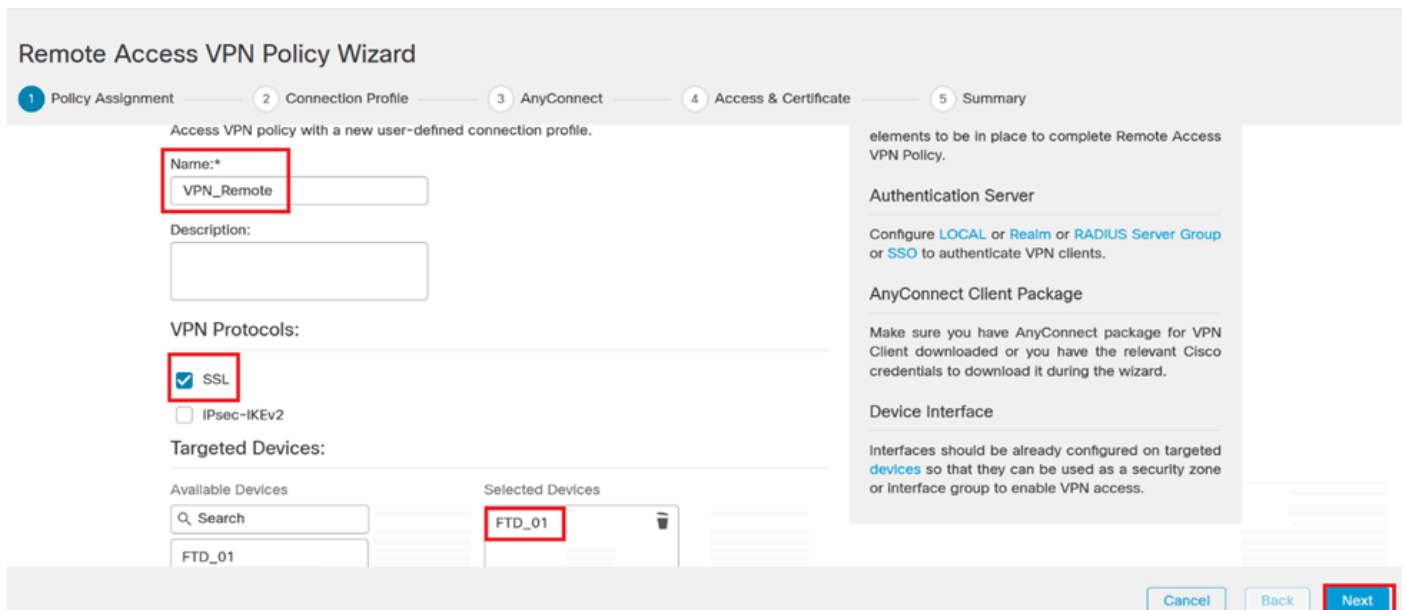 Remote Access VPN Policy Wizard
1 Policy Assignment 2 Connection Profile 3 AnyConnect 4 Access & Certificate 5 Summary
Access VPN policy with a new user-defined connection profile.
Name:*
VPN_Remote
Description:
VPN Protocols:
SSL
IPsec-IKEv2
Targeted Devices:
Available Devices
Search
FTD_01
Selected Devices
FTD_01
elements to be in place to complete Remote Access
VPN Policy.
Authentication Server
Configure LOCAL or Realm or RADIUS Server Group
or SSO to authenticate VPN clients.
AnyConnect Client Package
Make sure you have AnyConnect package for VPN
Client downloaded or you have the relevant Cisco
credentials to download it during the wizard.
Device Interface
Interfaces should be already configured on targeted
devices so that they can be used as a security zone
or interface group to enable VPN access.
Cancel Back Next